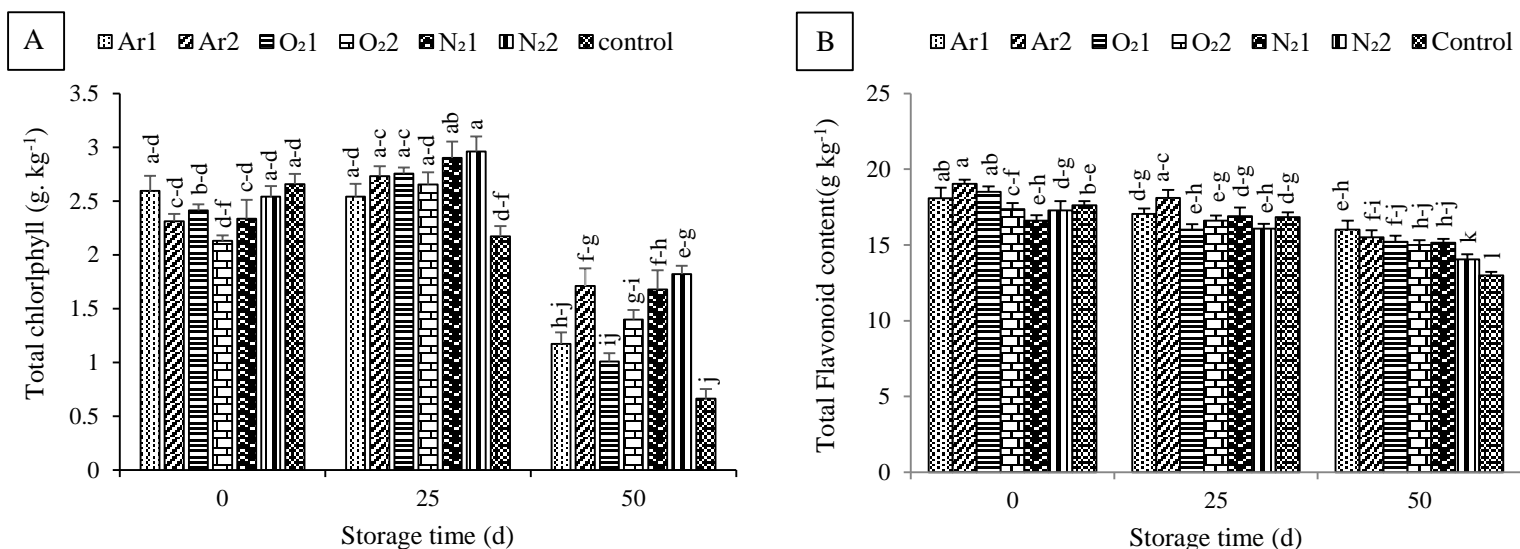 A
Ar1 Ar2 O₂1 O₂2 N₂1 N₂2 control
Total chlorlphyll (g. kg⁻¹)
3.5
3
2.5
2
1.5
1
0.5
0
a-d c-d b-d d-f c-d a-d a-d
a-d a-c a-c a-d ab a d-f
h-j f-g ij g-i f-h e-g j
0 25 50
Storage time (d)
B
Ar1 Ar2 O₂1 O₂2 N₂1 N₂2 Control
Total Flavonoid content(g kg⁻¹)
25
20
15
10
5
0
ab a ab c-f e-h d-g b-e
d-g a-c e-h e-g d-g e-h d-g
e-h f-i f-j h-j h-j k l
0 25 50
Storage time (d)